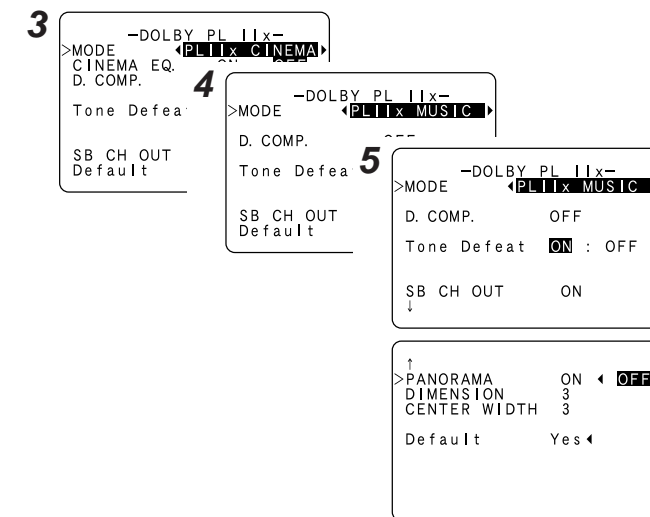 3
-DOLBY PL IIx-
>MODE ◀PLIIx CINEMA▶
CINEMA EQ.
D. COMP.
Tone Defea
SB CH OUT
Default
4
-DOLBY PL IIx-
>MODE ◀PLIIx MUSIC ▶
D. COMP.
Tone Defea
SB CH OUT
Default
5
-DOLBY PL IIx-
>MODE ◀PLIIx MUSIC
D. COMP. OFF
Tone Defeat ON : OFF
SB CH OUT ON
↓
↑
>PANORAMA ON ◀ OFF
DIMENSION 3
CENTER WIDTH 3
Default Yes◀